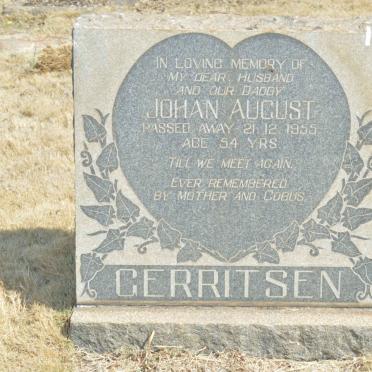 IN LOVING MEMORY OF
MY DEAR HUSBAND
AND OUR DADDY
JOHAN AUGUST
PASSED AWAY 21.12.1955
AGE 54 YRS.
TILL WE MEET AGAIN.
EVER REMEMBERED
BY MOTHER AND COBUS.
GERRITSEN